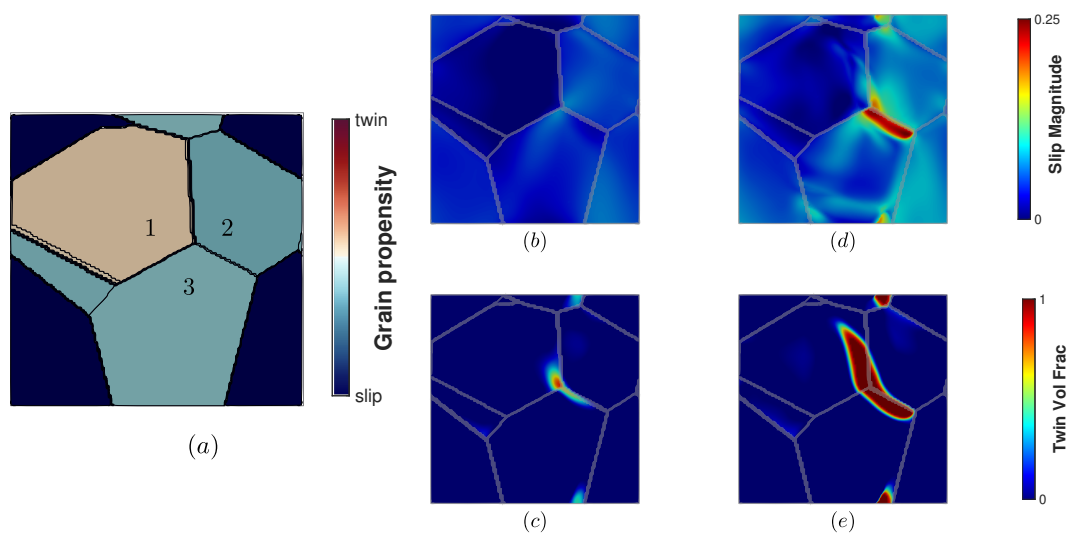 1
2
3
twin
Grain propensity
slip
(a)
(b)
(d)
0.25
Slip Magnitude
0
(c)
(e)
1
Twin Vol Frac
0